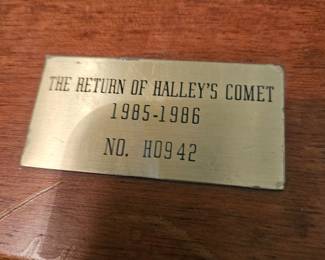 THE RETURN OF HALLEY'S COMET
1985-1986
NO. H0942